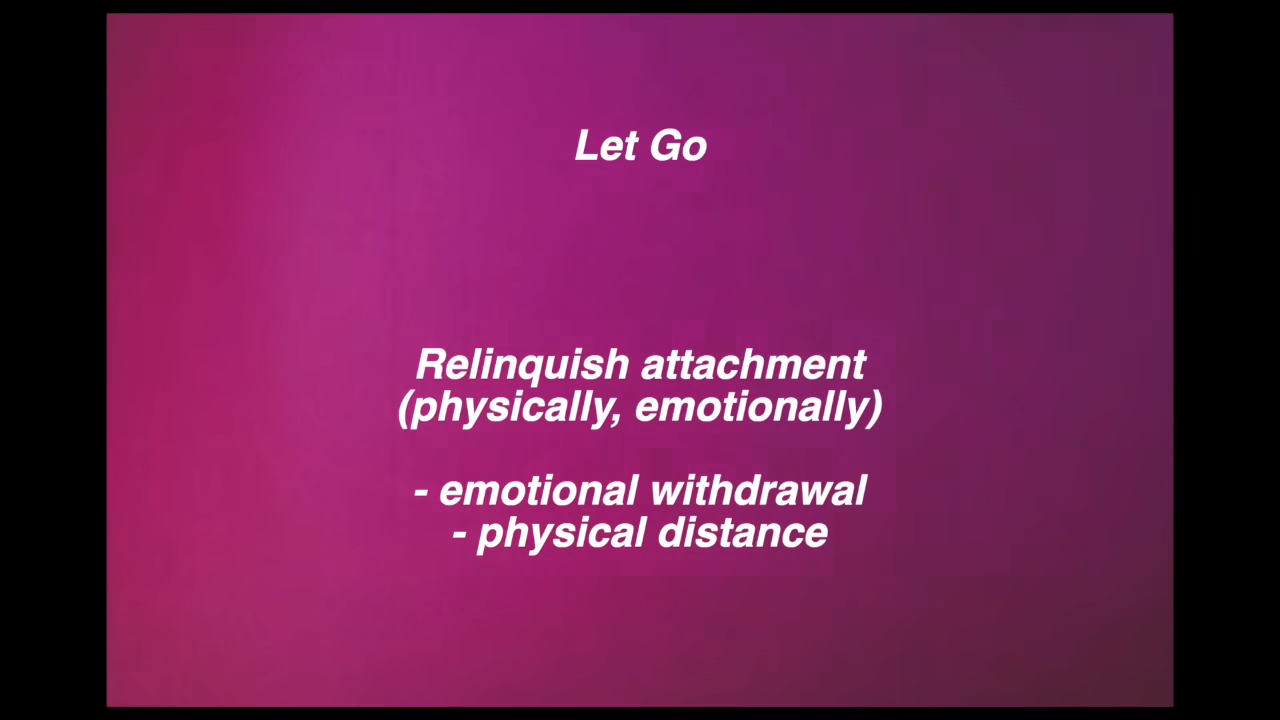 Let Go
Relinquish attachment
(physically, emotionally)
- emotional withdrawal
- physical distance